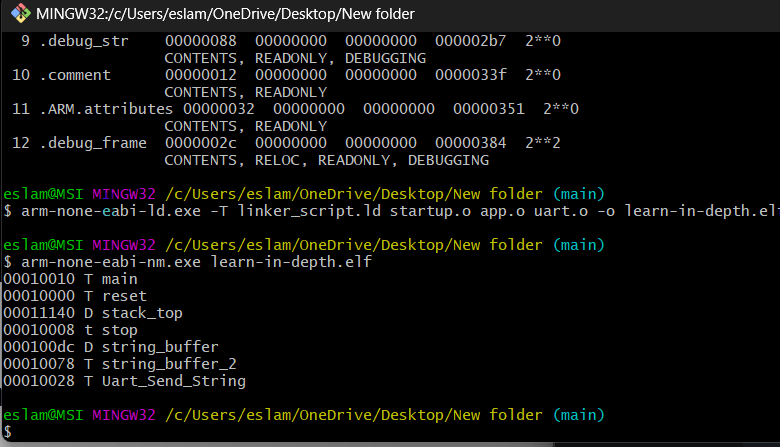 MINGW32:/c/Users/eslam/OneDrive/Desktop/New folder
9 .debug_str 00000088 00000000 00000000 000002b7 2**0
CONTENTS, READONLY, DEBUGGING
10 .comment 00000012 00000000 00000000 0000033f 2**0
CONTENTS, READONLY
11 .ARM.attributes 00000032 00000000 00000000 00000351 2**0
CONTENTS, READONLY
12 .debug_frame 0000002c 00000000 00000000 00000384 2**2
CONTENTS, RELOC, READONLY, DEBUGGING
eslam@MSI MINGW32 /c/Users/eslam/OneDrive/Desktop/New folder (main)
$ arm-none-eabi-ld.exe -T linker_script.ld startup.o app.o uart.o -o learn-in-depth.elf
eslam@MSI MINGW32 /c/Users/eslam/OneDrive/Desktop/New folder (main)
$ arm-none-eabi-nm.exe learn-in-depth.elf
00010010 T main
00010000 T reset
00011140 D stack_top
00010008 t stop
000100dc D string_buffer
00010078 T string_buffer_2
00010028 T Uart_Send_String
eslam@MSI MINGW32 /c/Users/eslam/OneDrive/Desktop/New folder (main)
$